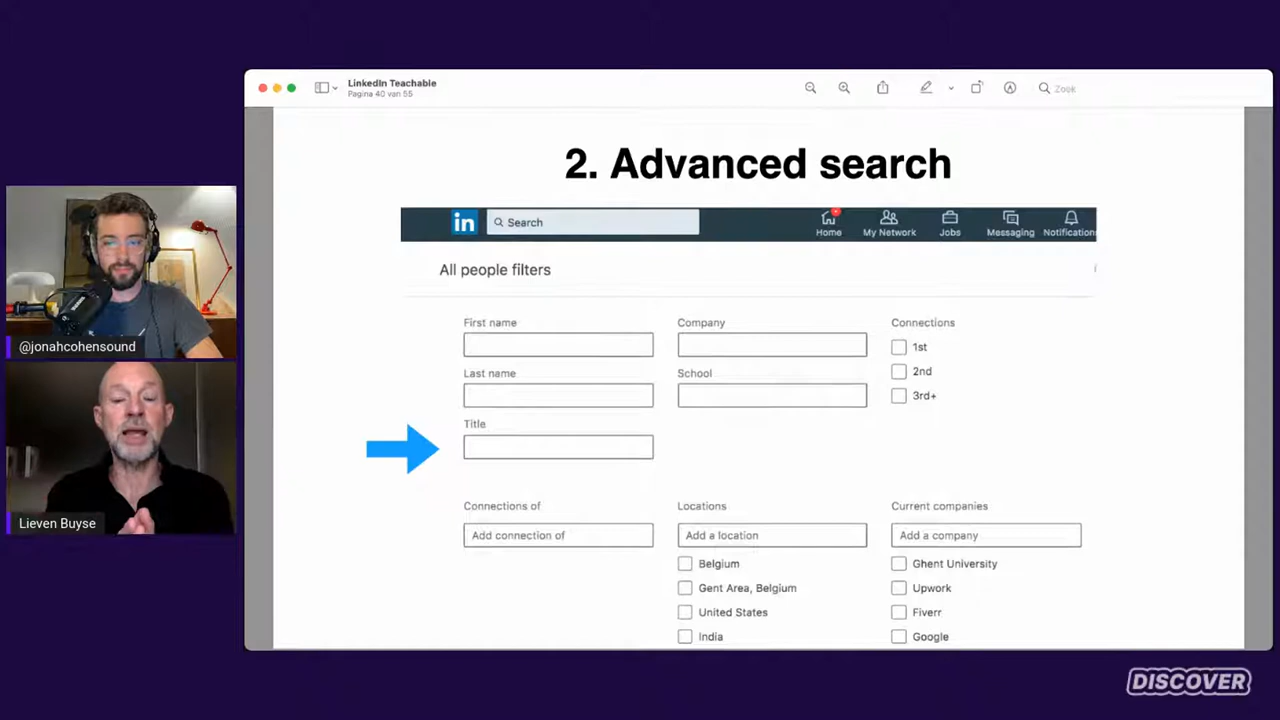 LinkedIn Teachable
Pagina 40 van 55
Zoek
2. Advanced search
in
Search
Home
My Network
Jobs
Messaging
Notification
All people filters
First name
Company
Connections
1st
Last name
School
2nd
3rd+
Title
Connections of
Locations
Current companies
Add connection of
Add a location
Add a company
Belgium
Ghent University
Gent Area, Belgium
Upwork
United States
Fiverr
India
Google
@jonahcohensound
Lieven Buyse
DISCOVER